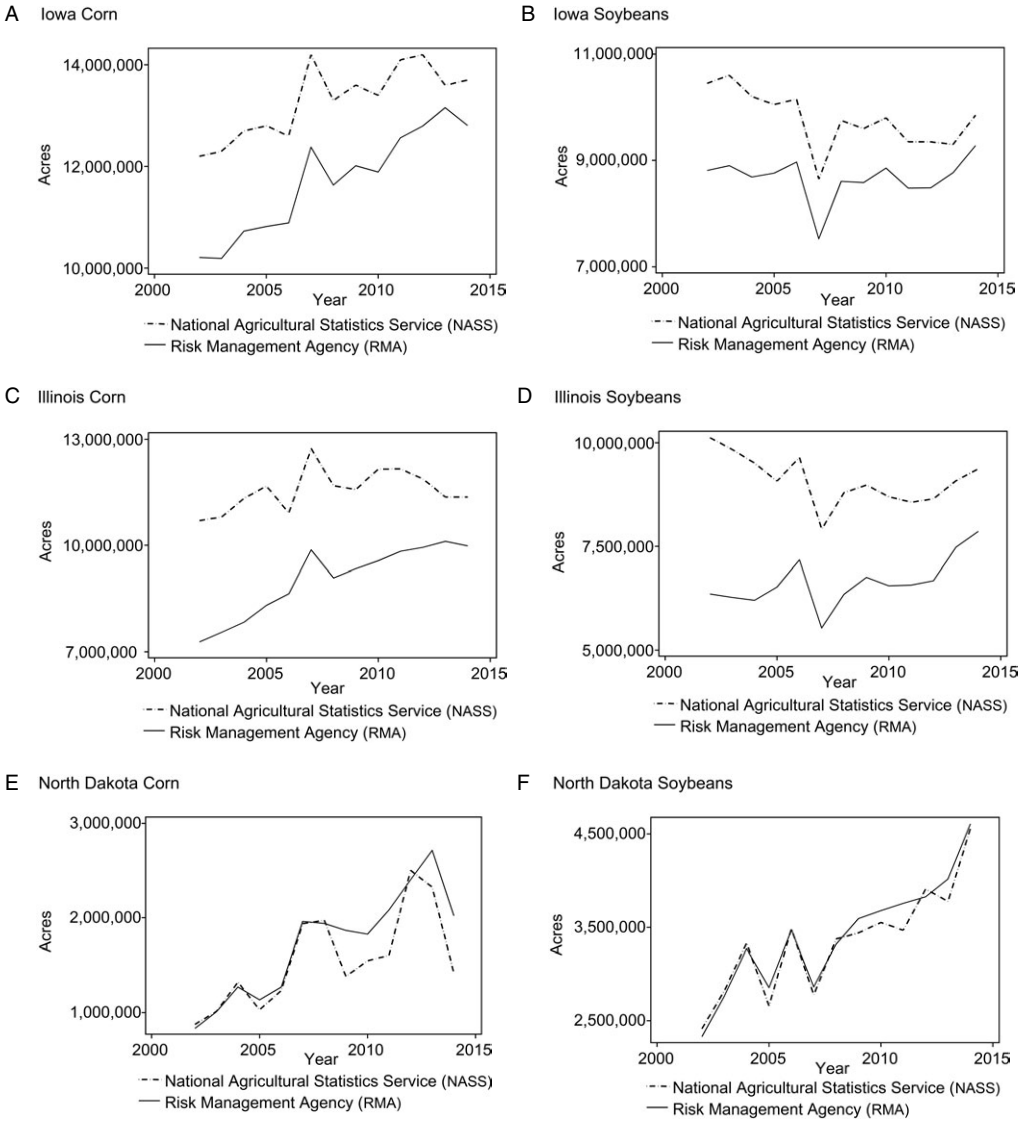 A Iowa Corn
14,000,000
12,000,000
10,000,000
Acres
2000 2005 2010 2015
Year
National Agricultural Statistics Service (NASS)
Risk Management Agency (RMA)
B Iowa Soybeans
11,000,000
9,000,000
7,000,000
Acres
2000 2005 2010 2015
Year
National Agricultural Statistics Service (NASS)
Risk Management Agency (RMA)
C Illinois Corn
13,000,000
10,000,000
7,000,000
Acres
2000 2005 2010 2015
Year
National Agricultural Statistics Service (NASS)
Risk Management Agency (RMA)
D Illinois Soybeans
10,000,000
7,500,000
5,000,000
Acres
2000 2005 2010 2015
Year
National Agricultural Statistics Service (NASS)
Risk Management Agency (RMA)
E North Dakota Corn
3,000,000
2,000,000
1,000,000
Acres
2000 2005 2010 2015
Year
National Agricultural Statistics Service (NASS)
Risk Management Agency (RMA)
F North Dakota Soybeans
4,500,000
3,500,000
2,500,000
Acres
2000 2005 2010 2015
Year
National Agricultural Statistics Service (NASS)
Risk Management Agency (RMA)